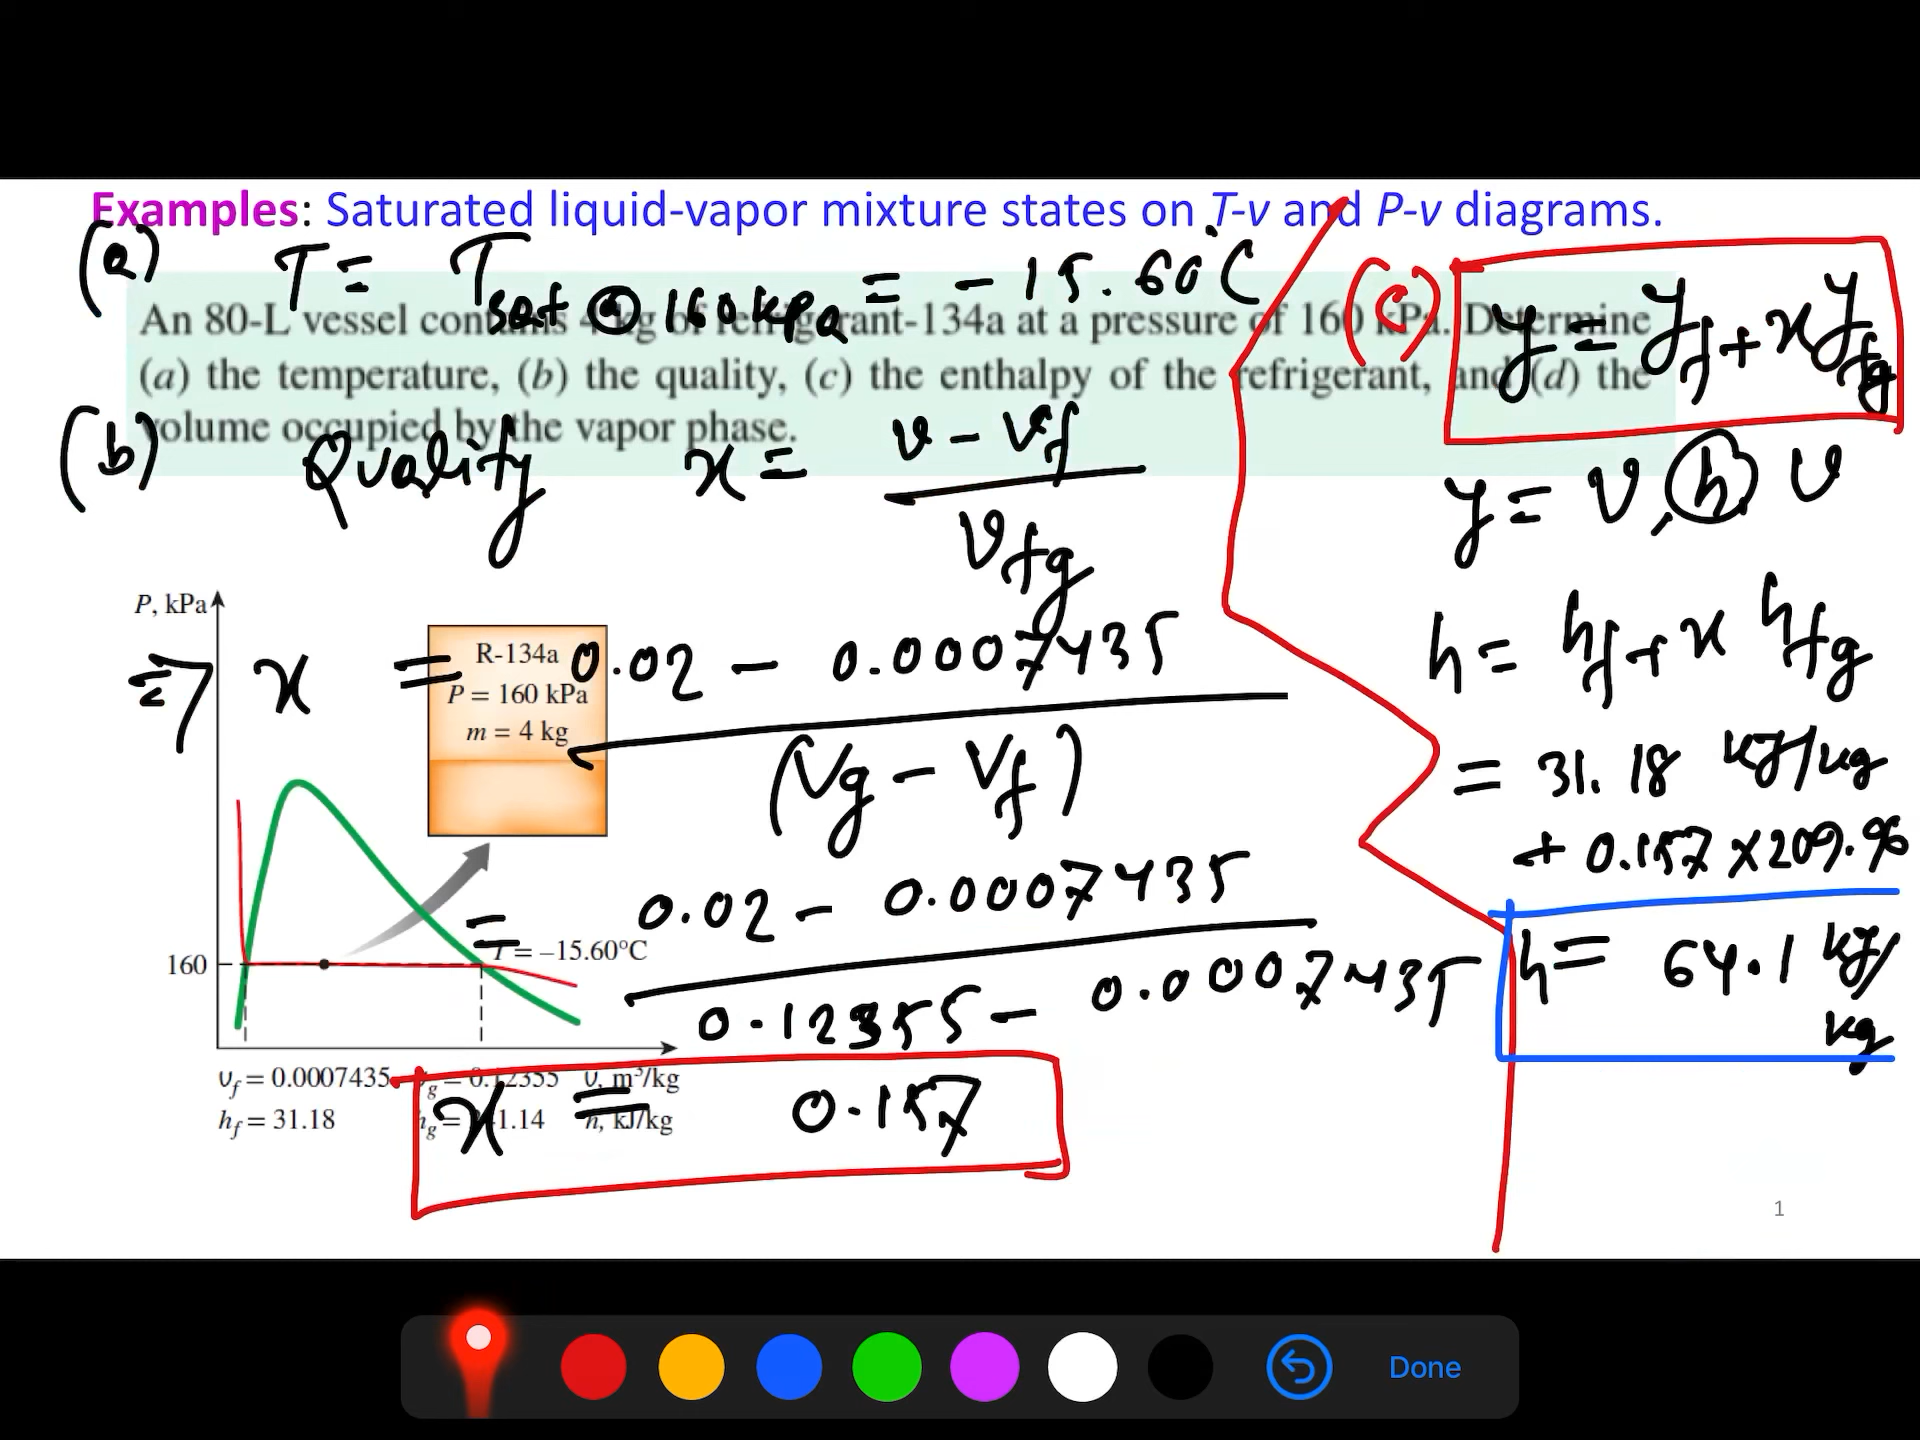 Examples: Saturated liquid-vapor mixture states on T-v and P-v diagrams.
(a) T = Tsat @ 160 kPa = -15.60°C
An 80-L vessel contains 4 kg of refrigerant-134a at a pressure of 160 kPa. Determine
(a) the temperature, (b) the quality, (c) the enthalpy of the refrigerant, and (d) the
volume occupied by the vapor phase.
(b) Quality x = v - vf
vfg
P, kPa
R-134a
P = 160 kPa
m = 4 kg
=> x = 0.02 - 0.0007435
(vg - vf)
= 0.02 - 0.0007435
0.12355 - 0.0007435
160
T = –15.60°C
υf = 0.0007435
υg = 0.12355
υ, m³/kg
hf = 31.18
h, kJ/kg
x = 0.157
(c) y = yf + x yfg
y = v, h, u
h = hf + x hfg
= 31.18 kJ/kg
+ 0.157 x 209.96
h = 64.1 kJ/
kg
1
Done